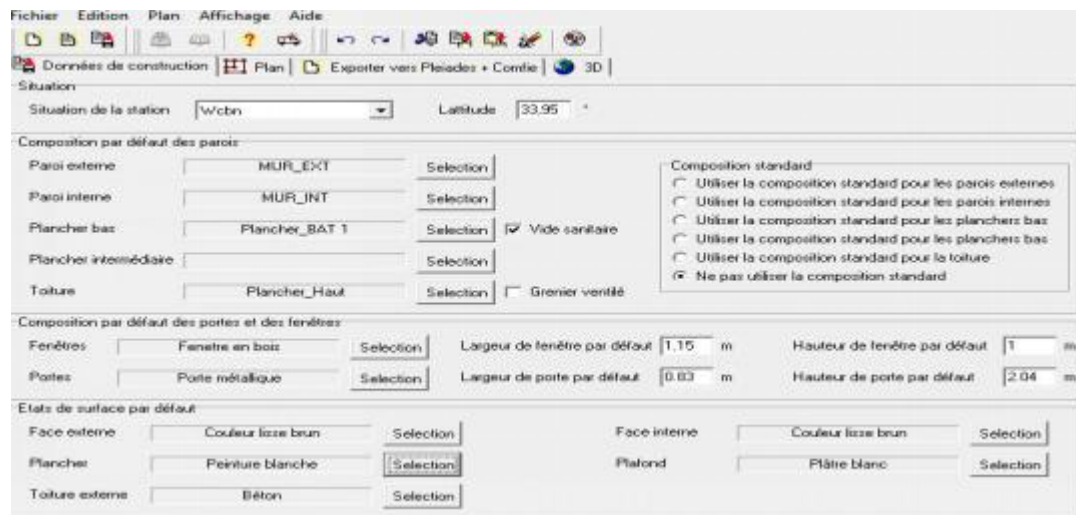 Fichier Edition Plan Affichage Aide
Données de construction Plan Exporter vers Pleiades + Comfie 3D
Situation
Situation de la station Wcbn Lattitude 33,95 °
Composition par défaut des parois
Paroi externe MUR_EXT Selection
Paroi interne MUR_INT Selection
Plancher bas Plancher_BAT 1 Selection Vide sanitaire
Plancher intermédiaire Selection
Toiture Plancher_Haut Selection Grenier ventilé
Composition standard
Utiliser la composition standard pour les parois externes
Utiliser la composition standard pour les parois internes
Utiliser la composition standard pour les planchers bas
Utiliser la composition standard pour les planchers bas
Utiliser la composition standard pour la toiture
Ne pas utiliser la composition standard
Composition par défaut des portes et des fenêtres
Fenêtres Fenetre en bois Selection Largeur de fenêtre par défaut 1,15 m Hauteur de fenêtre par défaut 1 m
Portes Porte métallique Selection Largeur de porte par défaut 0.83 m Hauteur de porte par défaut 2.04 m
Etats de surface par défaut
Face externe Couleur lisse brun Selection Face interne Couleur lisse brun Selection
Plancher Peinture blanche Selection Plafond Plâtre blanc Selection
Toiture externe Béton Selection